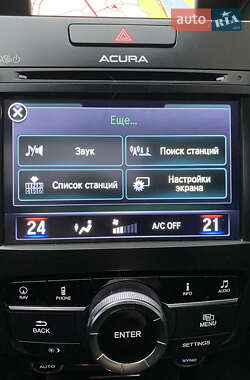 auto RIA
ACURA
Еще...
Звук
Поиск станций
Список станций
Настройки
экрана
24
A/C OFF
21
NAV
PHONE
INFO
AUDIO
BACK
ENTER
MENU
SETTINGS
AUTO
SYNC